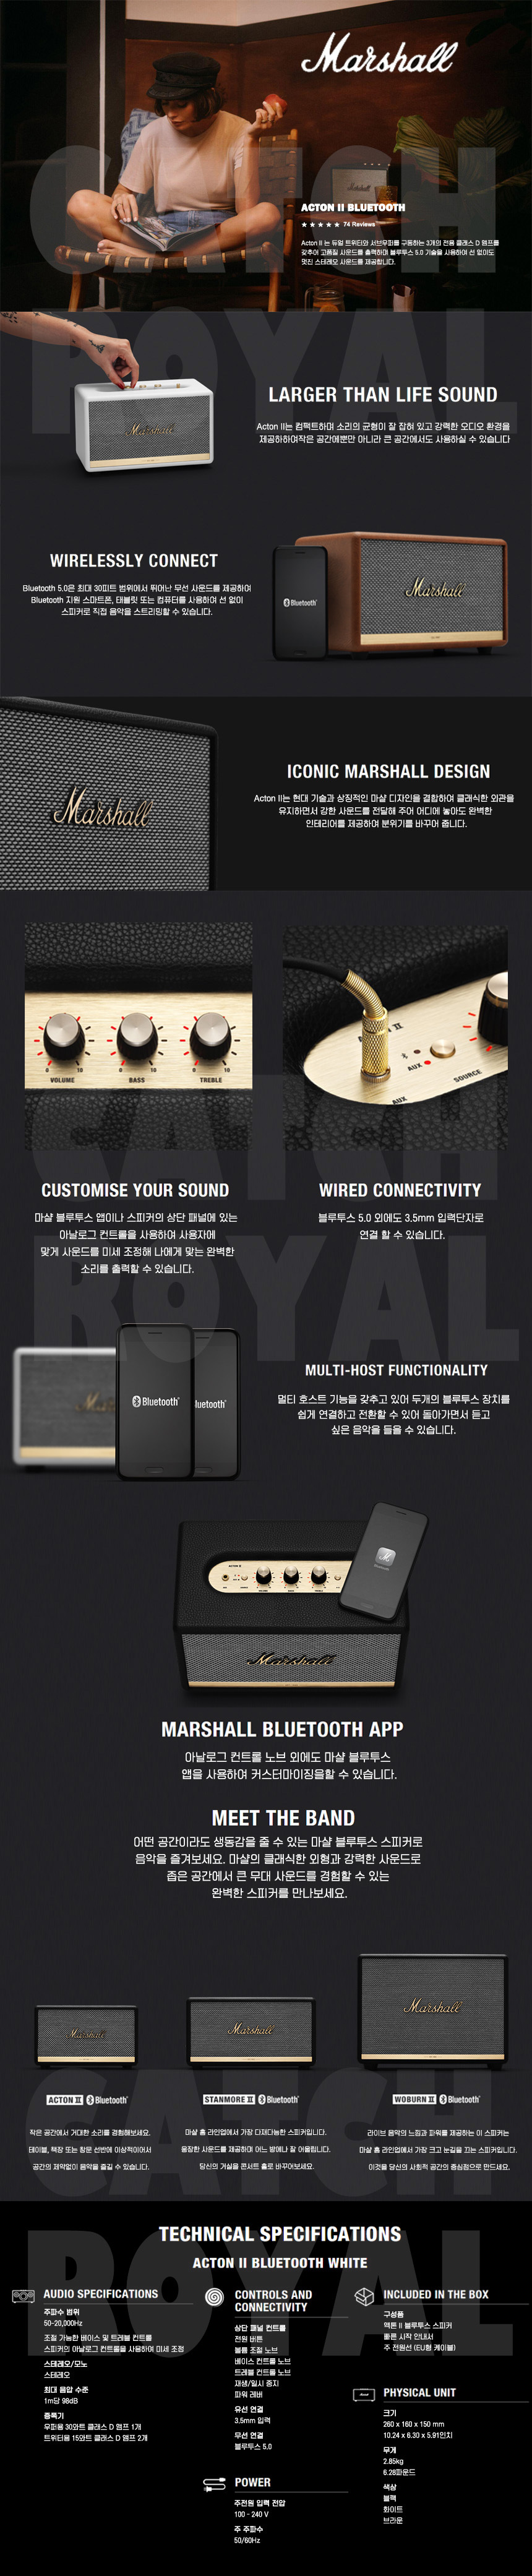 Marshall
ACTON II BLUETOOTH
★★★★★ 74 Reviews
Acton II 는 듀얼 트위터와 서브우퍼를 구동하는 3개의 전용 클래스 D 앰프를
갖추어 고품질 사운드를 출력하며 블루투스 5.0 기술을 사용하여 선 없이도
멋진 스테레오 사운드를 제공합니다.
CATCH
ROYAL
LARGER THAN LIFE SOUND
Acton II는 컴팩트하며 소리의 균형이 잘 잡혀 있고 강력한 오디오 환경을
제공하하여작은 공간에뿐만 아니라 큰 공간에서도 사용하실 수 있습니다
Marshall
WIRELESSLY CONNECT
Bluetooth 5.0은 최대 30피트 범위에서 뛰어난 무선 사운드를 제공하여
Bluetooth 지원 스마트폰, 태블릿 또는 컴퓨터를 사용하여 선 없이
스피커로 직접 음악을 스트리밍할 수 있습니다.
Bluetooth
Marshall
ICONIC MARSHALL DESIGN
Acton II는 현대 기술과 상징적인 마샬 디자인을 결합하여 클래식한 외관을
유지하면서 강한 사운드를 전달해 주어 어디에 놓아도 완벽한
인테리어를 제공하여 분위기를 바꾸어 줍니다.
Marshall
0 10 0 10 0 10
VOLUME BASS TREBLE
II
AUX
AUX
SOURCE
CATCH
CUSTOMISE YOUR SOUND
마샬 블루투스 앱이나 스피커의 상단 패널에 있는
아날로그 컨트롤을 사용하여 사용자에
맞게 사운드를 미세 조정해 나에게 맞는 완벽한
소리를 출력할 수 있습니다.
WIRED CONNECTIVITY
블루투스 5.0 외에도 3.5mm 입력단자로
연결 할 수 있습니다.
ROYAL
Bluetooth
luetooth
MULTI-HOST FUNCTIONALITY
멀티 호스트 기능을 갖추고 있어 두개의 블루투스 장치를
쉽게 연결하고 전환할 수 있어 돌아가면서 듣고
싶은 음악을 들을 수 있습니다.
ACTON II
Marshall
MARSHALL BLUETOOTH APP
아날로그 컨트롤 노브 외에도 마샬 블루투스
앱을 사용하여 커스터마이징을할 수 있습니다.
MEET THE BAND
어떤 공간이라도 생동감을 줄 수 있는 마샬 블루투스 스피커로
음악을 즐겨보세요. 마샬의 클래식한 외형과 강력한 사운드로
좁은 공간에서 큰 무대 사운드를 경험할 수 있는
완벽한 스피커를 만나보세요.
Marshall
Marshall
Marshall
CATCH
ACTON II Bluetooth
작은 공간에서 거대한 소리를 경험해보세요.
테이블, 책장 또는 랑폰 선반에 이상적이어서
공간의 제약없이 음악을 즐길 수 있습니다.
STANMORE II Bluetooth
마샬 홈 라인업에서 가장 다재다능한 스피커입니다.
웅장한 사운드를 제공하며 어느 방에나 잘 어울립니다.
당신의 거실을 콘서트 홀로 바꾸어보세요.
WOBURN II Bluetooth
라이브 음악의 느낌과 파워를 제공하는 이 스피커는
마샬 홈 라인업에서 가장 크고 눈길을 끄는 스피커입니다.
이것을 당신의 사회적 공간의 중심점으로 만드세요.
ROYAL
TECHNICAL SPECIFICATIONS
ACTON II BLUETOOTH WHITE
AUDIO SPECIFICATIONS
주파수 범위
50-20,000Hz
조절 가능한 베이스 및 트레블 컨트롤
스피커의 아날로그 컨트롤을 사용하여 미세 조정
스테레오/모노
스테레오
최대 음압 수준
1m당 98dB
증폭기
우퍼용 30와트 클래스 D 앰프 1개
트위터용 15와트 클래스 D 앰프 2개
CONTROLS AND
CONNECTIVITY
상단 패널 컨트롤
전원 버튼
볼륨 조절 노브
베이스 컨트롤 노브
트레블 컨트롤 노브
재생/일시 중지
파워 레버
유선 연결
3.5mm 입력
무선 연결
블루투스 5.0
POWER
주전원 입력 전압
100 - 240 V
주 주파수
50/60Hz
INCLUDED IN THE BOX
구성품
액톤 II 블루투스 스피커
빠른 시작 안내서
주 전원선 (EU형 케이블)
PHYSICAL UNIT
크기
260 x 160 x 150 mm
10.24 x 6.30 x 5.91인치
무게
2.85kg
6.28파운드
색상
블랙
화이트
브라운